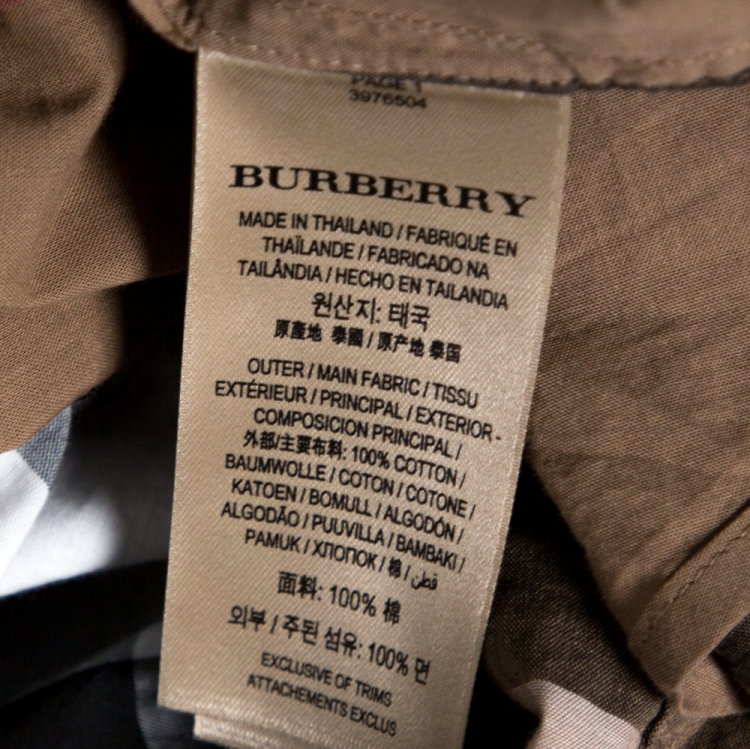 PAGE 1
3976504
BURBERRY
MADE IN THAILAND / FABRIQUÉ EN
THAÏLANDE / FABRICADO NA
TAILÂNDIA / HECHO EN TAILANDIA
원산지: 태국
原產地 泰國 / 原产地 泰国
OUTER / MAIN FABRIC / TISSU
EXTÉRIEUR / PRINCIPAL / EXTERIOR -
COMPOSICION PRINCIPAL /
外部/主要布料: 100% COTTON /
BAUMWOLLE / COTON / COTONE /
KATOEN / BOMULL / ALGODÓN /
ALGODÃO / PUUVILLA / BAMBAKI /
PAMUK / ХЛОПОК / 棉 / قطن
面料: 100% 棉
외부 / 주된 섬유: 100% 면
EXCLUSIVE OF TRIMS
ATTACHEMENTS EXCLUS